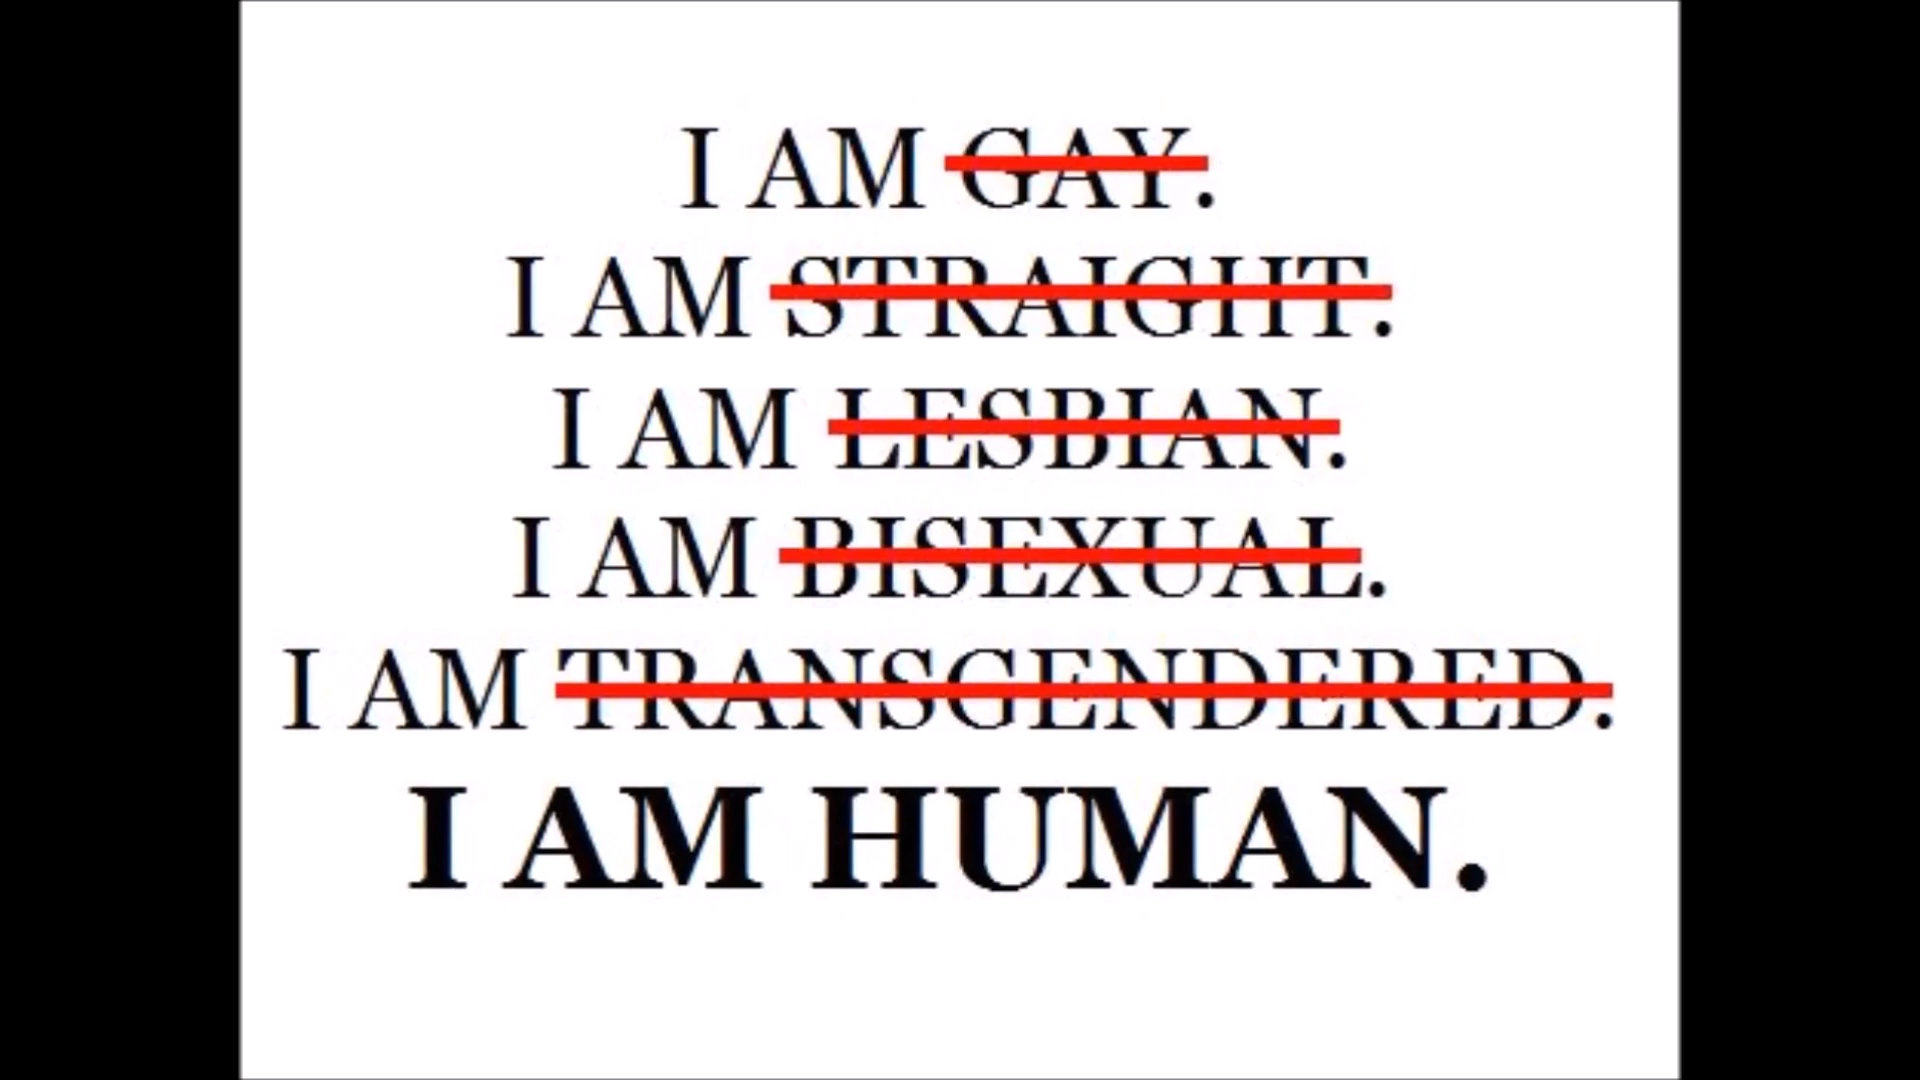 I AM GAY.
I AM STRAIGHT.
I AM LESBIAN.
I AM BISEXUAL.
I AM TRANSGENDERED.
I AM HUMAN.